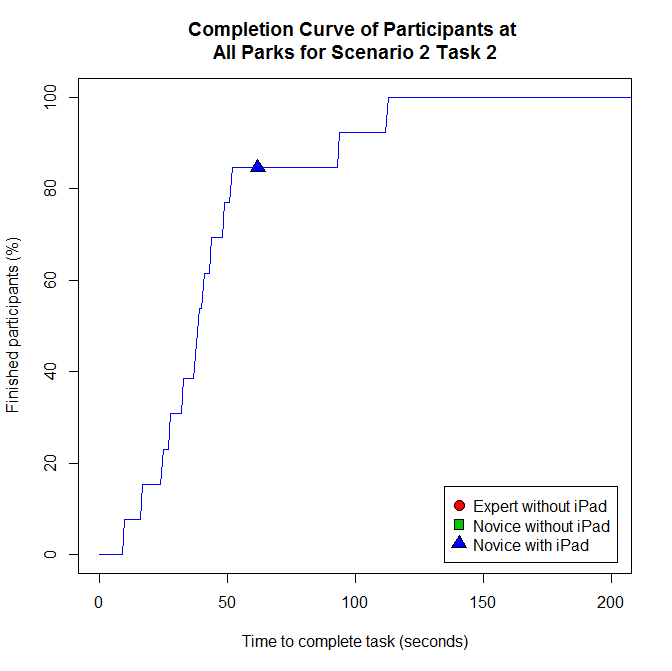 Completion Curve of Participants at
All Parks for Scenario 2 Task 2
Finished participants (%)
100
80
60
40
20
0
Expert without iPad
Novice without iPad
Novice with iPad
0 50 100 150 200
Time to complete task (seconds)